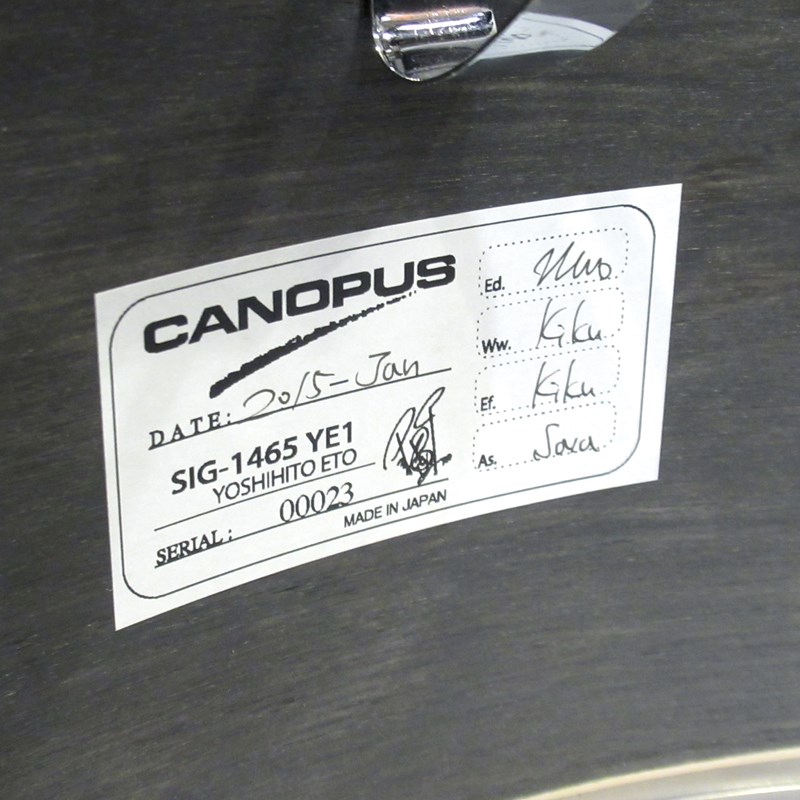 CANOPUS
DATE: 2015-Jan
SIG-1465 YE1
YOSHIHITO ETO
SERIAL: 00023
MADE IN JAPAN
Ed.
Ww. Kiku
Ef. Kiku
As.